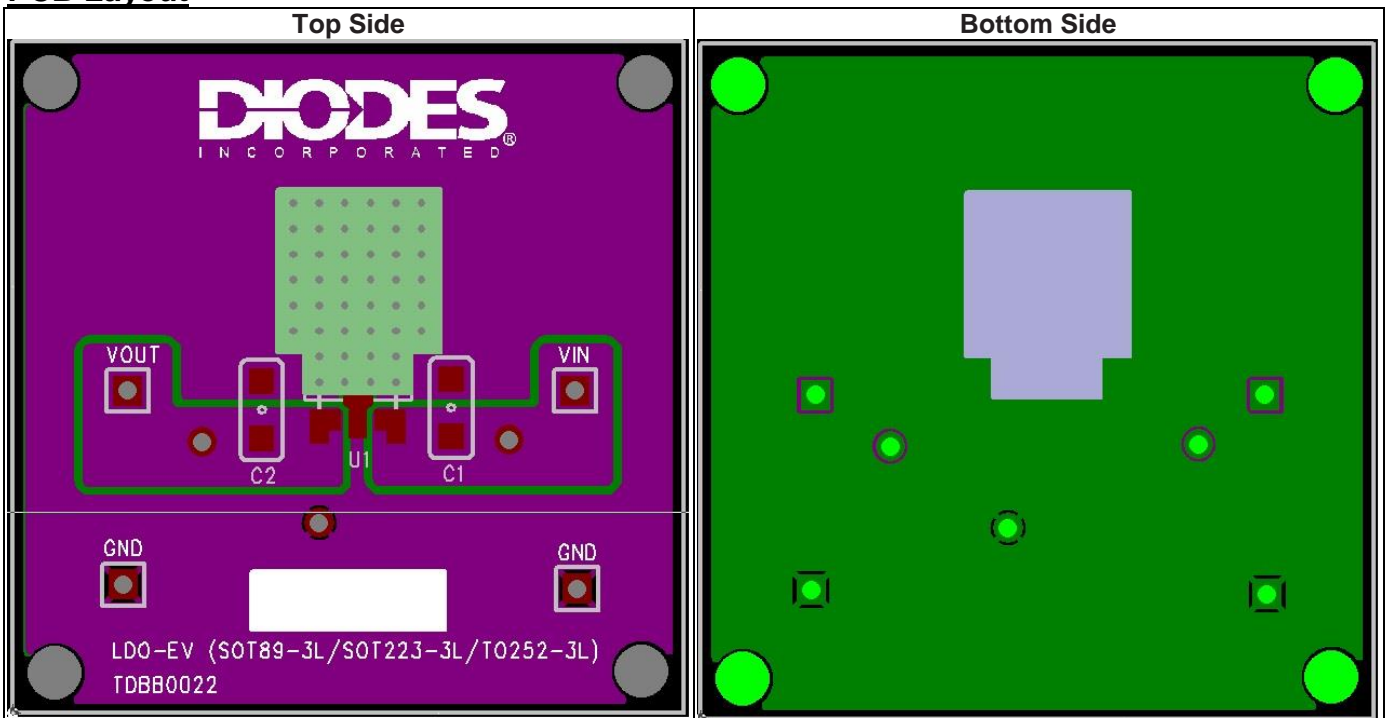 PCB Layout
Top Side
Bottom Side
DIODES®
INCORPORATED
VOUT
VIN
U1
C2
C1
GND
GND
LDO-EV (SOT89-3L/SOT223-3L/TO252-3L)
TDBB0022